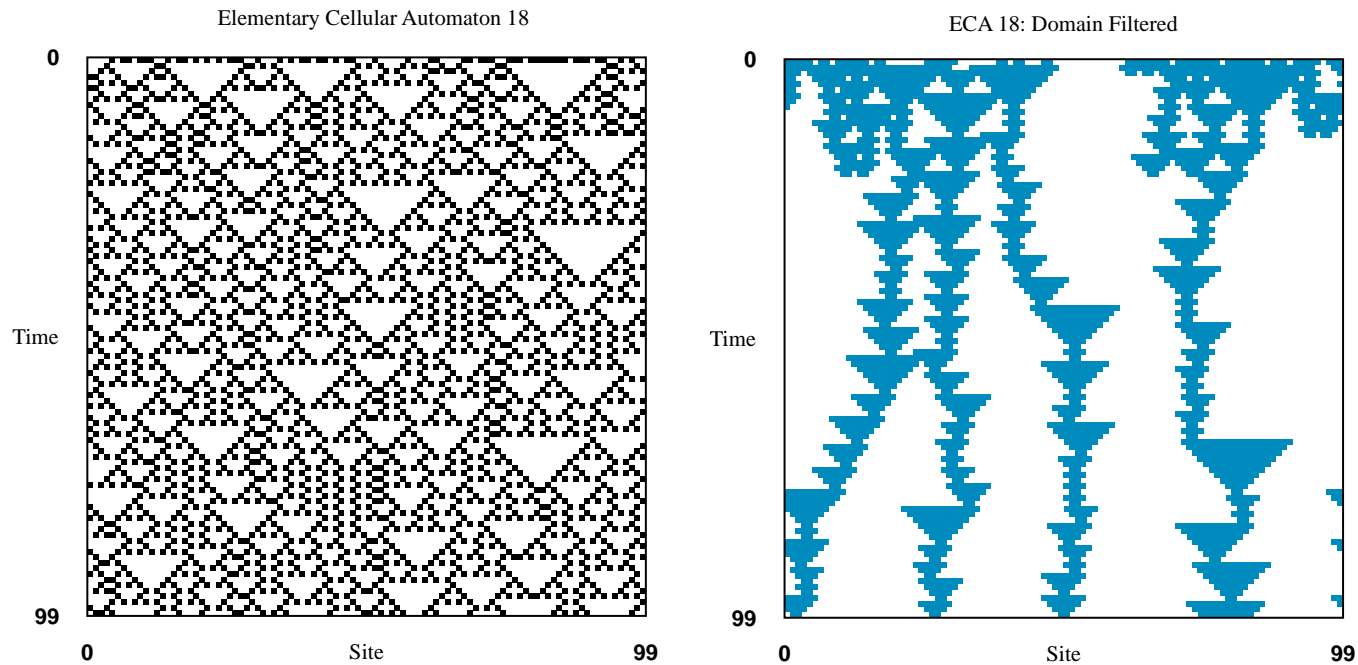 Elementary Cellular Automaton 18
0
Time
99
0 Site 99
ECA 18: Domain Filtered
0
Time
99
0 Site 99